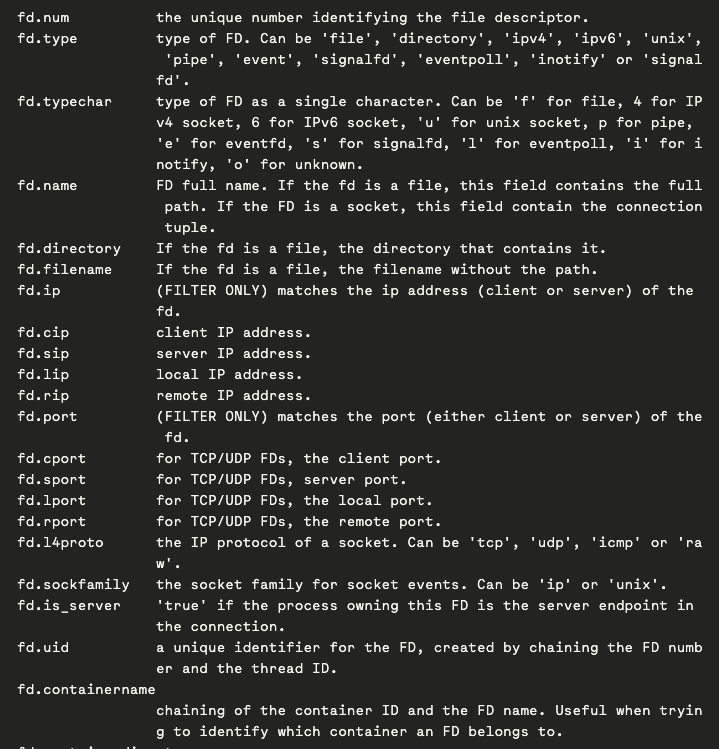 fd.num          the unique number identifying the file descriptor.
fd.type         type of FD. Can be 'file', 'directory', 'ipv4', 'ipv6', 'unix',
                 'pipe', 'event', 'signalfd', 'eventpoll', 'inotify' or 'signal
                fd'.
fd.typechar     type of FD as a single character. Can be 'f' for file, 4 for IP
                v4 socket, 6 for IPv6 socket, 'u' for unix socket, p for pipe, 
                'e' for eventfd, 's' for signalfd, 'l' for eventpoll, 'i' for i
                notify, 'o' for unknown.
fd.name         FD full name. If the fd is a file, this field contains the full
                 path. If the FD is a socket, this field contain the connection
                 tuple.
fd.directory    If the fd is a file, the directory that contains it.
fd.filename     If the fd is a file, the filename without the path.
fd.ip           (FILTER ONLY) matches the ip address (client or server) of the 
                fd.
fd.cip          client IP address.
fd.sip          server IP address.
fd.lip          local IP address.
fd.rip          remote IP address.
fd.port         (FILTER ONLY) matches the port (either client or server) of the
                 fd.
fd.cport        for TCP/UDP FDs, the client port.
fd.sport        for TCP/UDP FDs, server port.
fd.lport        for TCP/UDP FDs, the local port.
fd.rport        for TCP/UDP FDs, the remote port.
fd.l4proto      the IP protocol of a socket. Can be 'tcp', 'udp', 'icmp' or 'ra
                w'.
fd.sockfamily   the socket family for socket events. Can be 'ip' or 'unix'.
fd.is_server    'true' if the process owning this FD is the server endpoint in 
                the connection.
fd.uid          a unique identifier for the FD, created by chaining the FD numb
                er and the thread ID.
fd.containername
                chaining of the container ID and the FD name. Useful when tryin
                g to identify which container an FD belongs to.